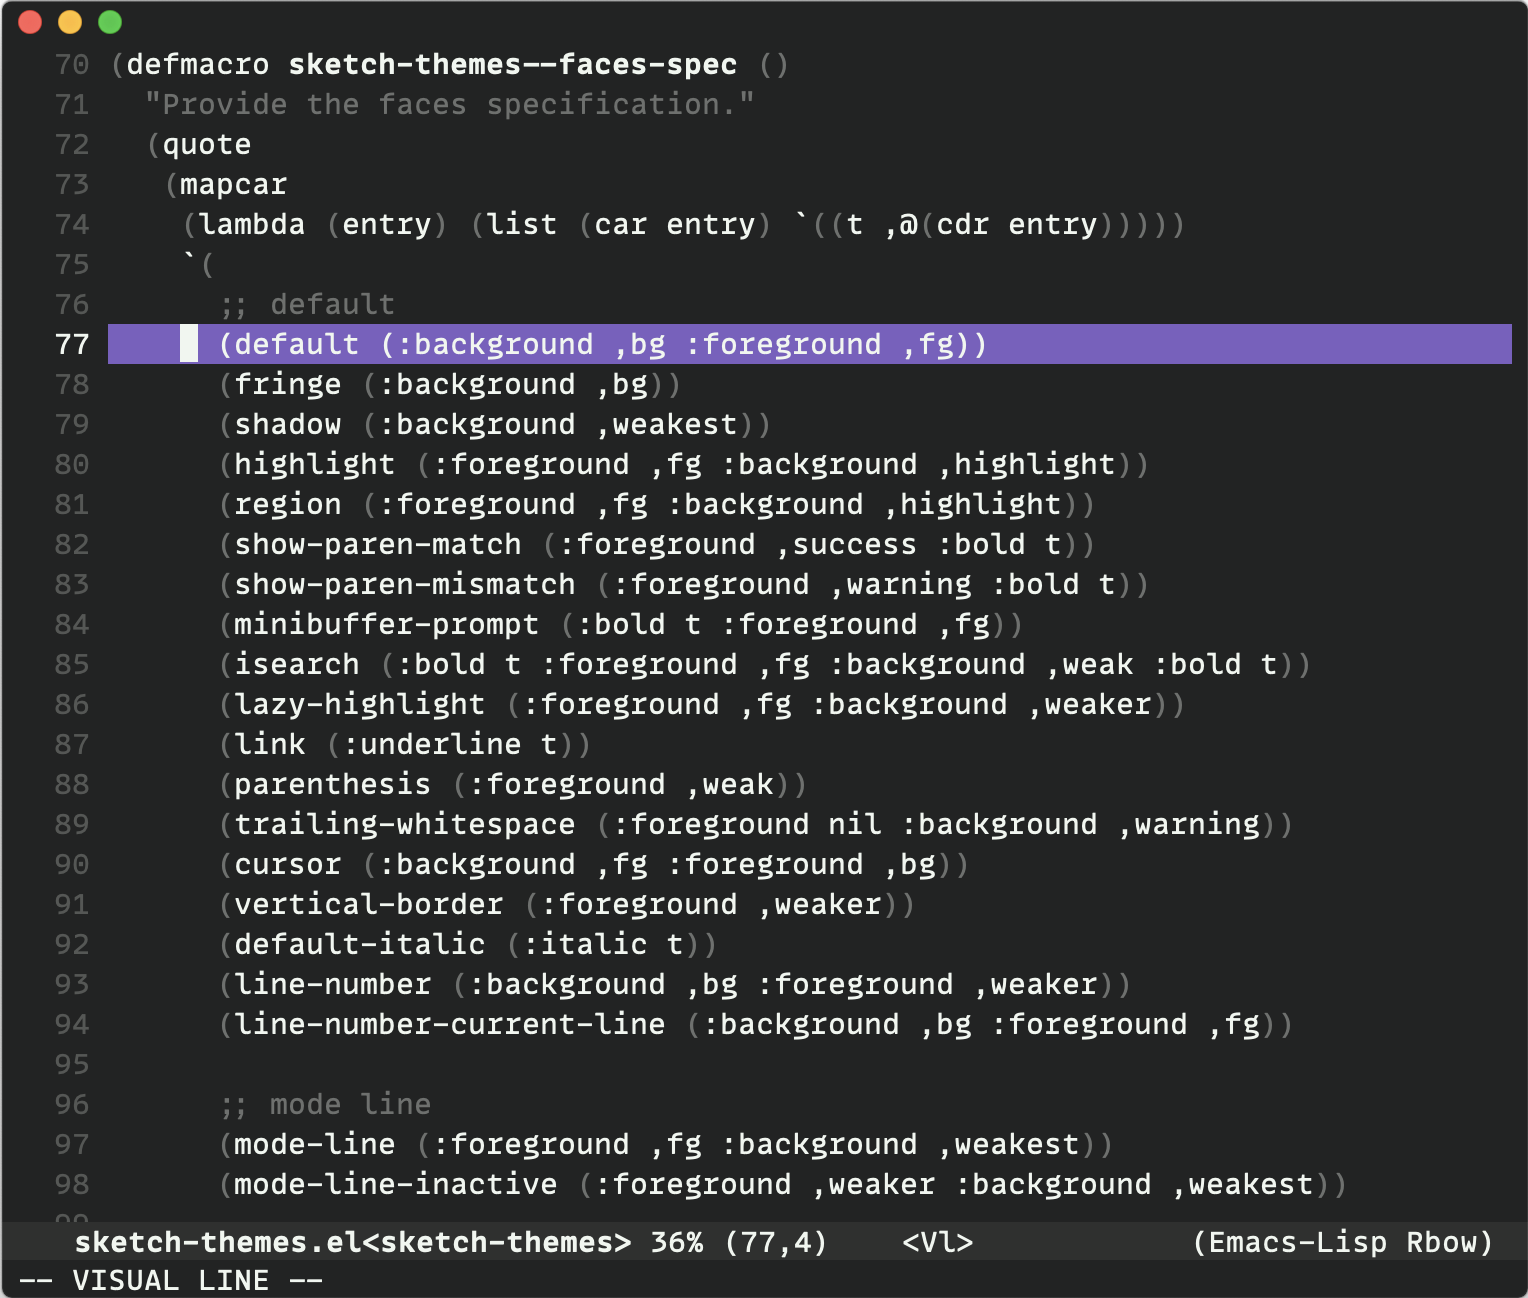 70 (defmacro sketch-themes--faces-spec ()
71   "Provide the faces specification."
72   (quote
73    (mapcar
74     (lambda (entry) (list (car entry) `((t ,@(cdr entry)))))
75     `(
76       ;; default
77       (default (:background ,bg :foreground ,fg))
78       (fringe (:background ,bg))
79       (shadow (:background ,weakest))
80       (highlight (:foreground ,fg :background ,highlight))
81       (region (:foreground ,fg :background ,highlight))
82       (show-paren-match (:foreground ,success :bold t))
83       (show-paren-mismatch (:foreground ,warning :bold t))
84       (minibuffer-prompt (:bold t :foreground ,fg))
85       (isearch (:bold t :foreground ,fg :background ,weak :bold t))
86       (lazy-highlight (:foreground ,fg :background ,weaker))
87       (link (:underline t))
88       (parenthesis (:foreground ,weak))
89       (trailing-whitespace (:foreground nil :background ,warning))
90       (cursor (:background ,fg :foreground ,bg))
91       (vertical-border (:foreground ,weaker))
92       (default-italic (:italic t))
93       (line-number (:background ,bg :foreground ,weaker))
94       (line-number-current-line (:background ,bg :foreground ,fg))
95
96       ;; mode line
97       (mode-line (:foreground ,fg :background ,weakest))
98       (mode-line-inactive (:foreground ,weaker :background ,weakest))
sketch-themes.el<sketch-themes> 36% (77,4) <Vl> (Emacs-Lisp Rbow)
-- VISUAL LINE --